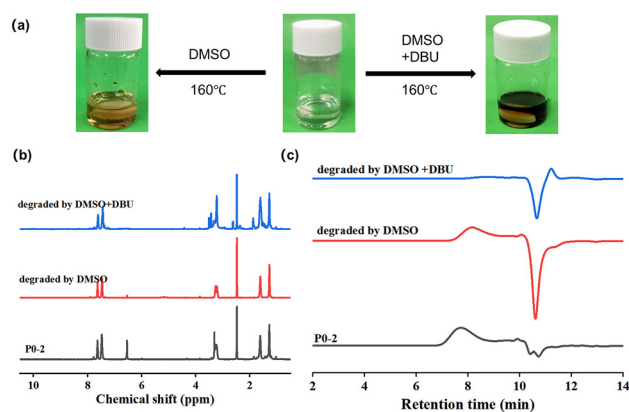 (a)
DMSO
160℃
DMSO
+DBU
160℃
(b)
degraded by DMSO+DBU
degraded by DMSO
P0-2
10 8 6 4 2
Chemical shift (ppm)
(c)
degraded by DMSO +DBU
degraded by DMSO
P0-2
2 4 6 8 10 12 14
Retention time (min)